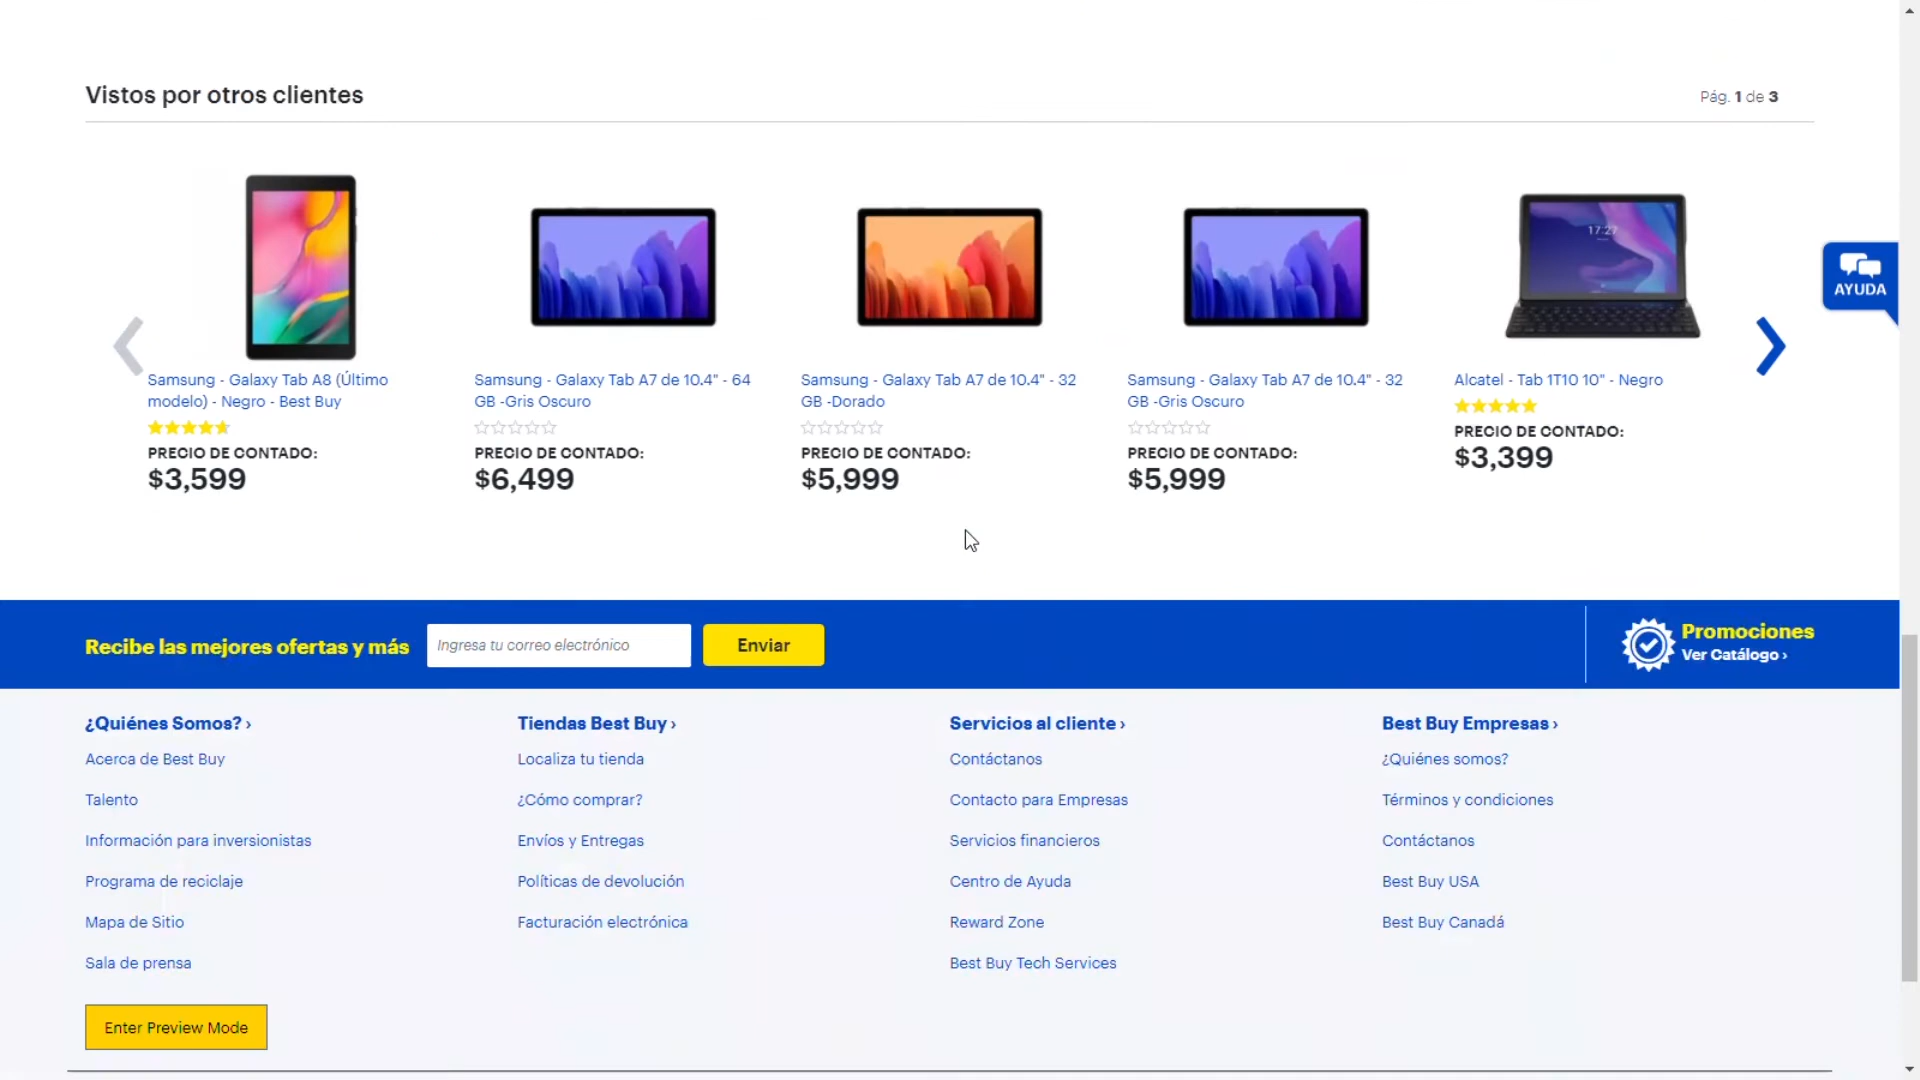 Vistos por otros clientes
Pág. 1 de 3
17:27
AYUDA
Samsung - Galaxy Tab A8 (Último
modelo) - Negro - Best Buy
PRECIO DE CONTADO:
$3,599
Samsung - Galaxy Tab A7 de 10.4" - 64
GB -Gris Oscuro
PRECIO DE CONTADO:
$6,499
Samsung - Galaxy Tab A7 de 10.4" - 32
GB -Dorado
PRECIO DE CONTADO:
$5,999
Samsung - Galaxy Tab A7 de 10.4" - 32
GB -Gris Oscuro
PRECIO DE CONTADO:
$5,999
Alcatel - Tab 1T10 10" - Negro
PRECIO DE CONTADO:
$3,399
Recibe las mejores ofertas y más
Ingresa tu correo electrónico
Enviar
Promociones
Ver Catálogo ›
¿Quiénes Somos? ›
Acerca de Best Buy
Talento
Información para inversionistas
Programa de reciclaje
Mapa de Sitio
Sala de prensa
Tiendas Best Buy ›
Localiza tu tienda
¿Cómo comprar?
Envíos y Entregas
Políticas de devolución
Facturación electrónica
Servicios al cliente ›
Contáctanos
Contacto para Empresas
Servicios financieros
Centro de Ayuda
Reward Zone
Best Buy Tech Services
Best Buy Empresas ›
¿Quiénes somos?
Términos y condiciones
Contáctanos
Best Buy USA
Best Buy Canadá
Enter Preview Mode